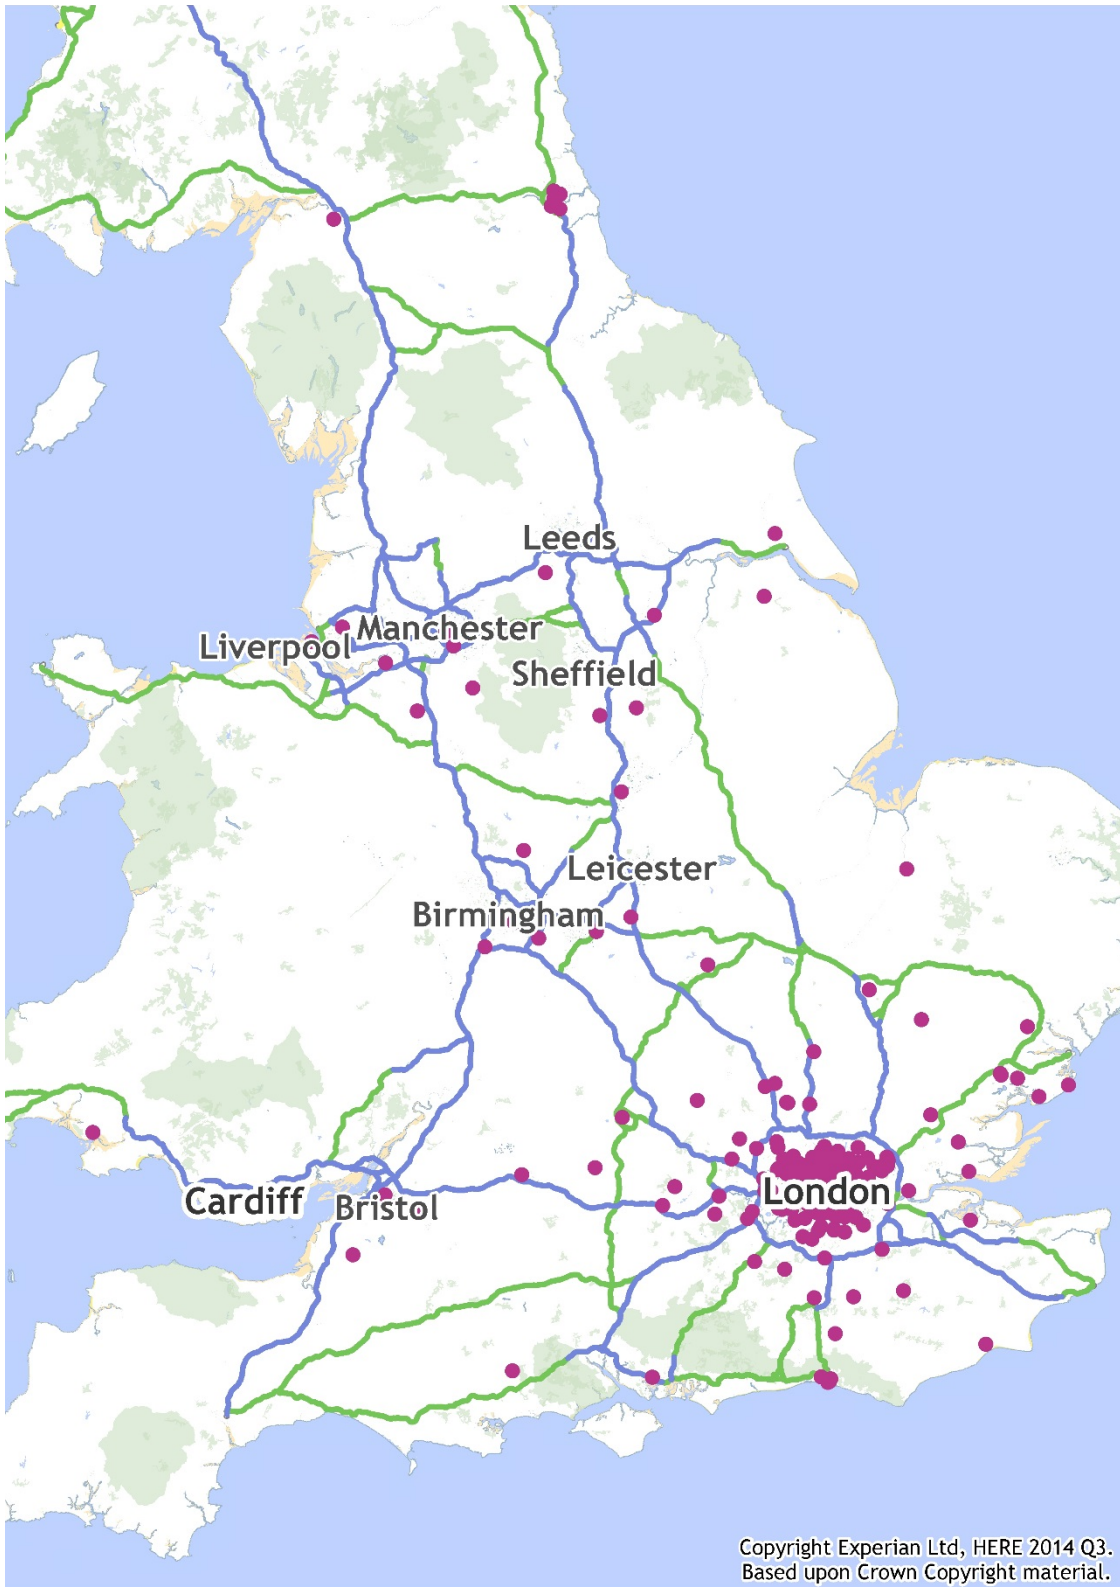 Leeds
Manchester
Liverpool
Sheffield
Leicester
Birmingham
London
Cardiff
Bristol
Copyright Experian Ltd, HERE 2014 Q3.
Based upon Crown Copyright material.